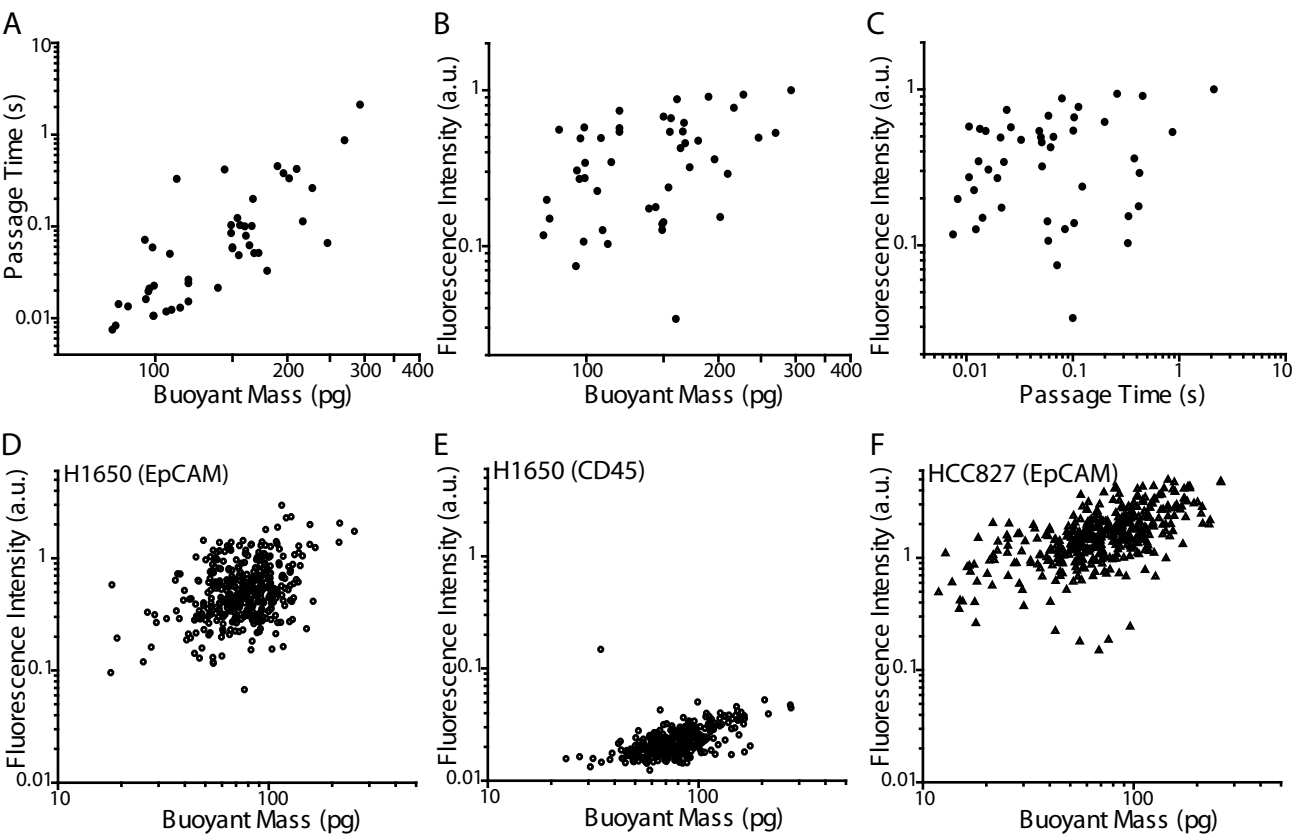 A
Passage Time (s)
10
1
0.1
0.01
100
200
300
400
Buoyant Mass (pg)
B
Fluorescence Intensity (a.u.)
1
0.1
100
200
300
400
Buoyant Mass (pg)
C
Fluorescence Intensity (a.u.)
1
0.1
0.01
0.1
1
10
Passage Time (s)
D
H1650 (EpCAM)
Fluorescence Intensity (a.u.)
1
0.1
0.01
10
100
Buoyant Mass (pg)
E
H1650 (CD45)
Fluorescence Intensity (a.u.)
1
0.1
0.01
10
100
Buoyant Mass (pg)
F
HCC827 (EpCAM)
Fluorescence Intensity (a.u.)
1
0.1
0.01
10
100
Buoyant Mass (pg)